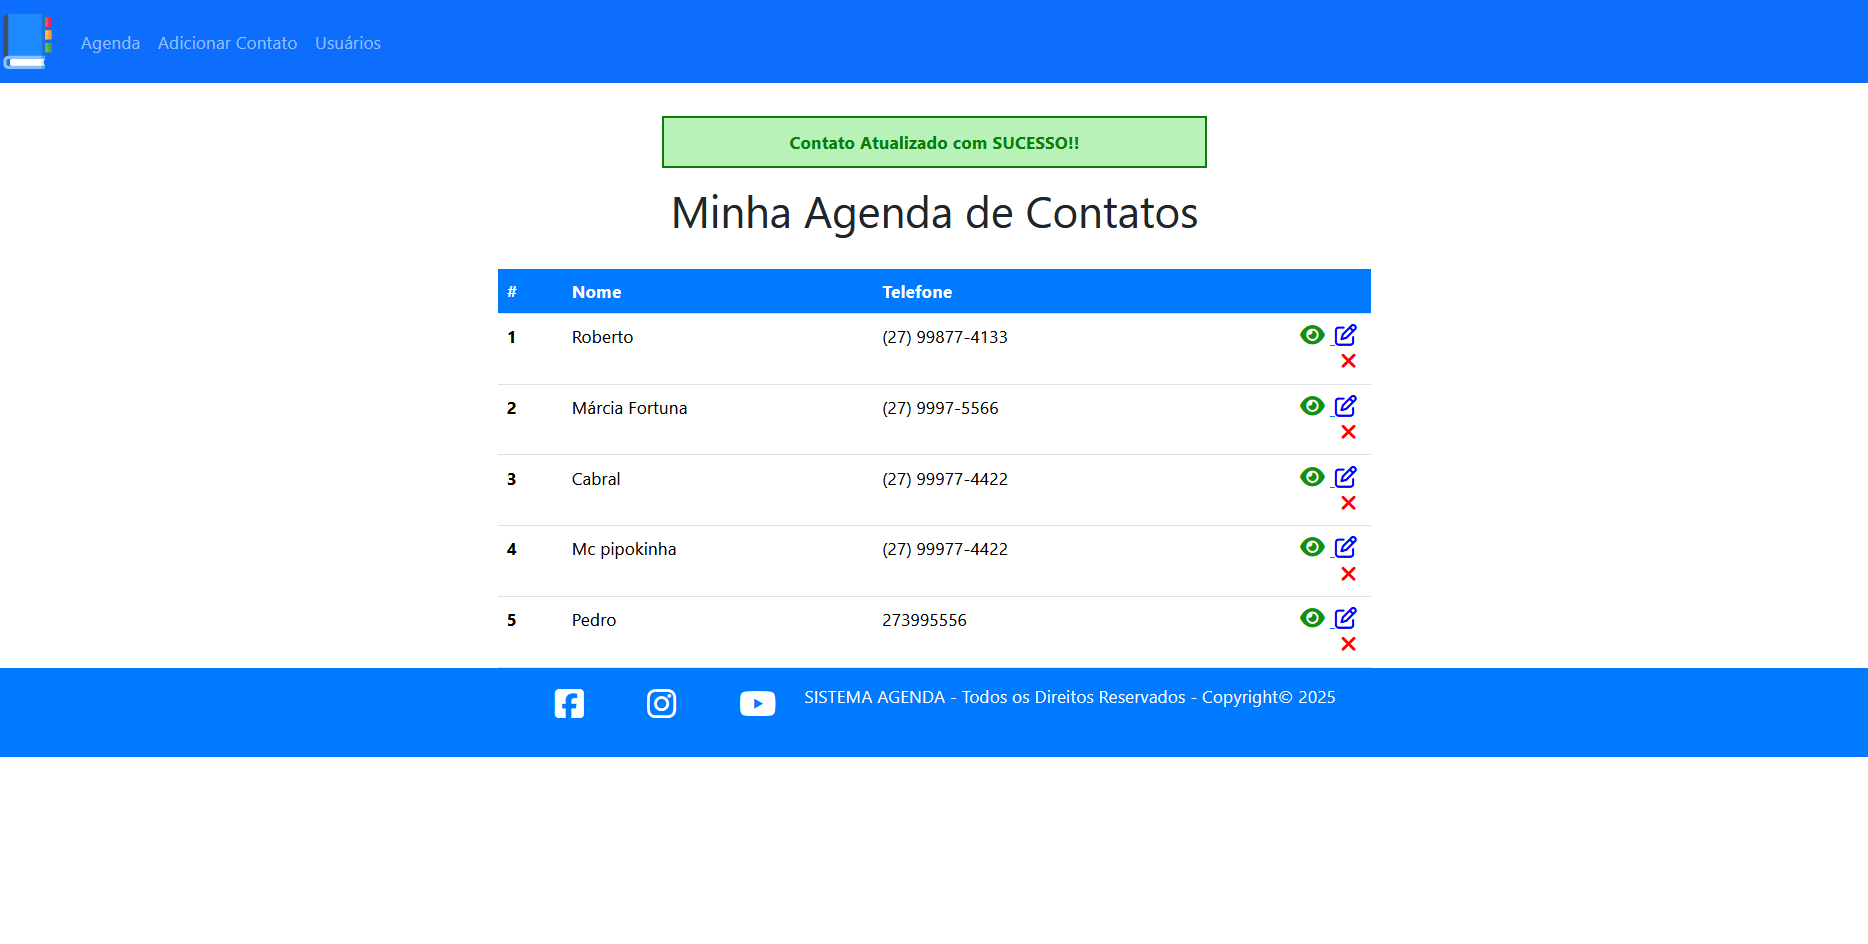 Agenda Adicionar Contato Usuários
Contato Atualizado com SUCESSO!!
Minha Agenda de Contatos
# Nome Telefone
1 Roberto (27) 99877-4133
2 Márcia Fortuna (27) 9997-5566
3 Cabral (27) 99977-4422
4 Mc pipokinha (27) 99977-4422
5 Pedro 273995556
SISTEMA AGENDA - Todos os Direitos Reservados - Copyright© 2025